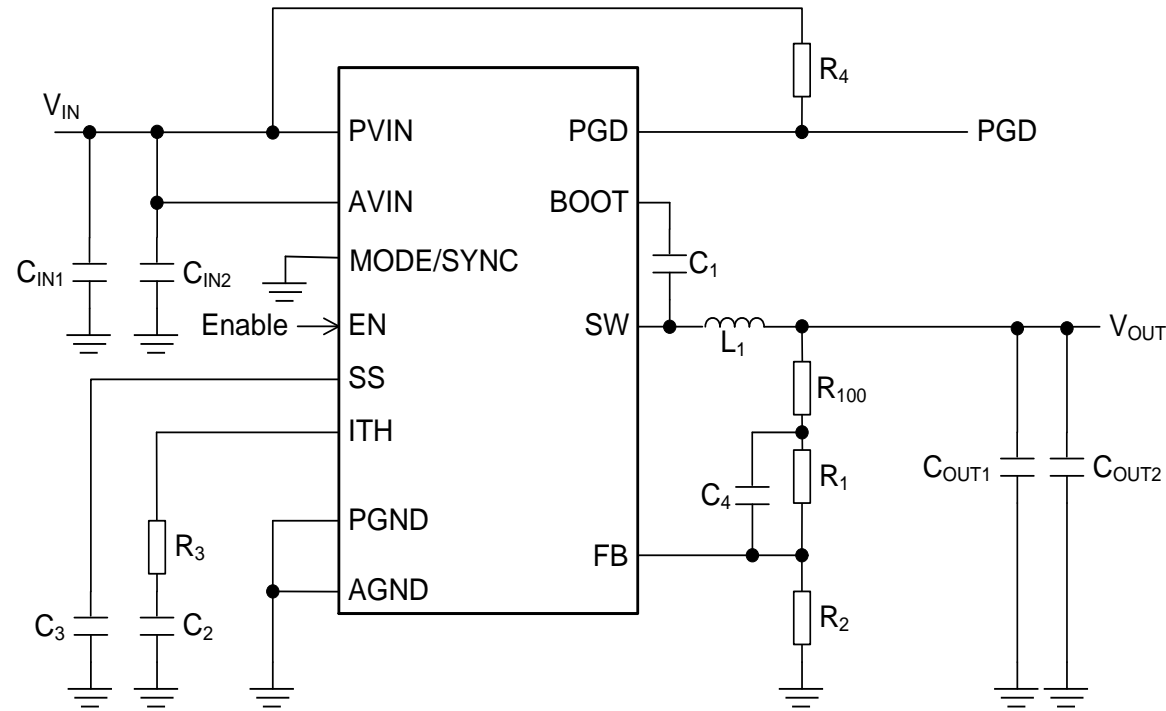 R4
VIN
PVIN
PGD
PGD
AVIN
BOOT
MODE/SYNC
C1
CIN1
CIN2
Enable
EN
SW
L1
VOUT
SS
R100
ITH
R1
C4
COUT1
COUT2
PGND
R3
FB
AGND
R2
C3
C2